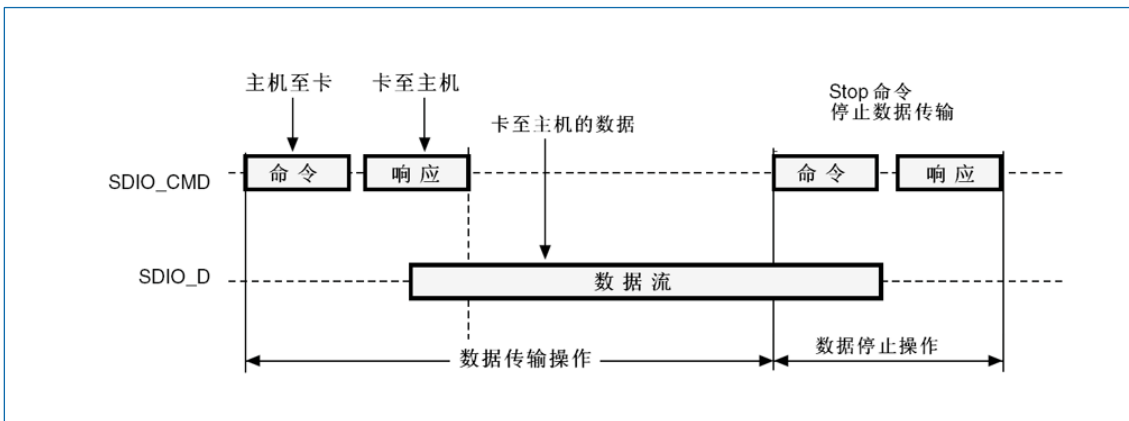 主机至卡
卡至主机
Stop 命令
停止数据传输
卡至主机的数据
SDIO_CMD
命令
响应
命令
响应
SDIO_D
数据流
数据传输操作
数据停止操作